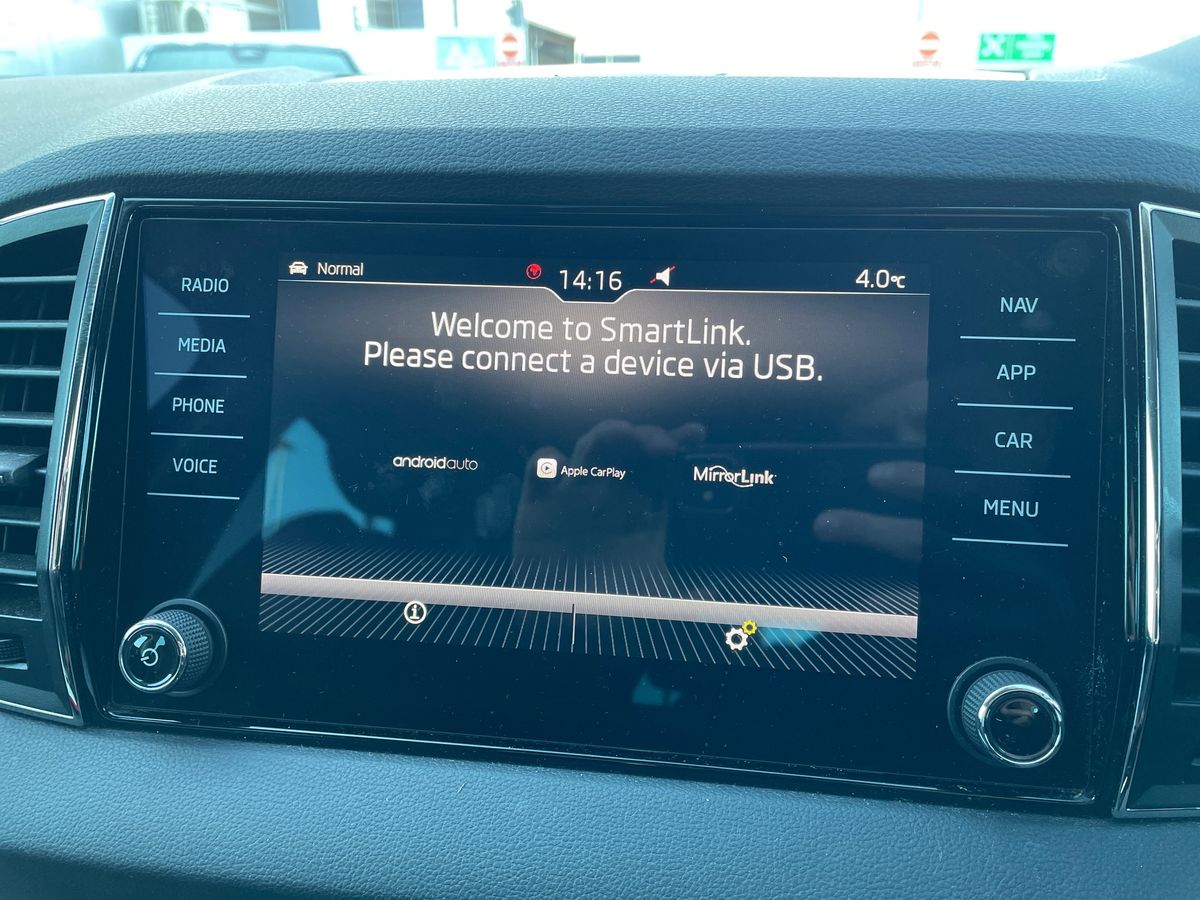 RADIO
MEDIA
PHONE
VOICE
Normal
14:16
4.0°C
Welcome to SmartLink.
Please connect a device via USB.
androidauto
Apple CarPlay
MirrorLink
NAV
APP
CAR
MENU